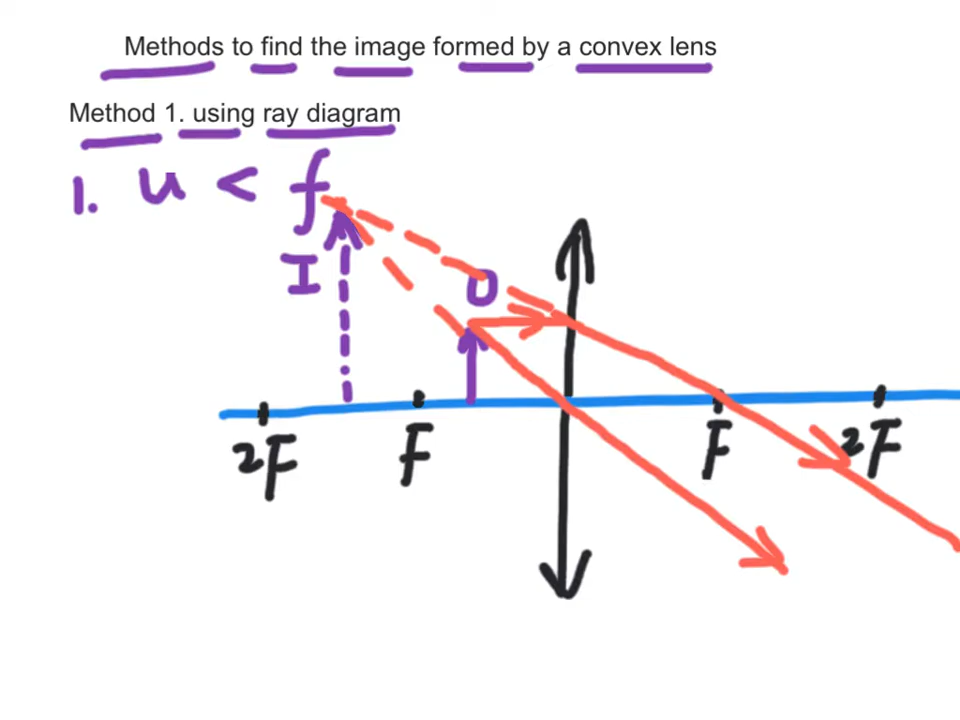 Methods to find the image formed by a convex lens
Method 1. using ray diagram
1. u < f
I
O
2F F F 2F